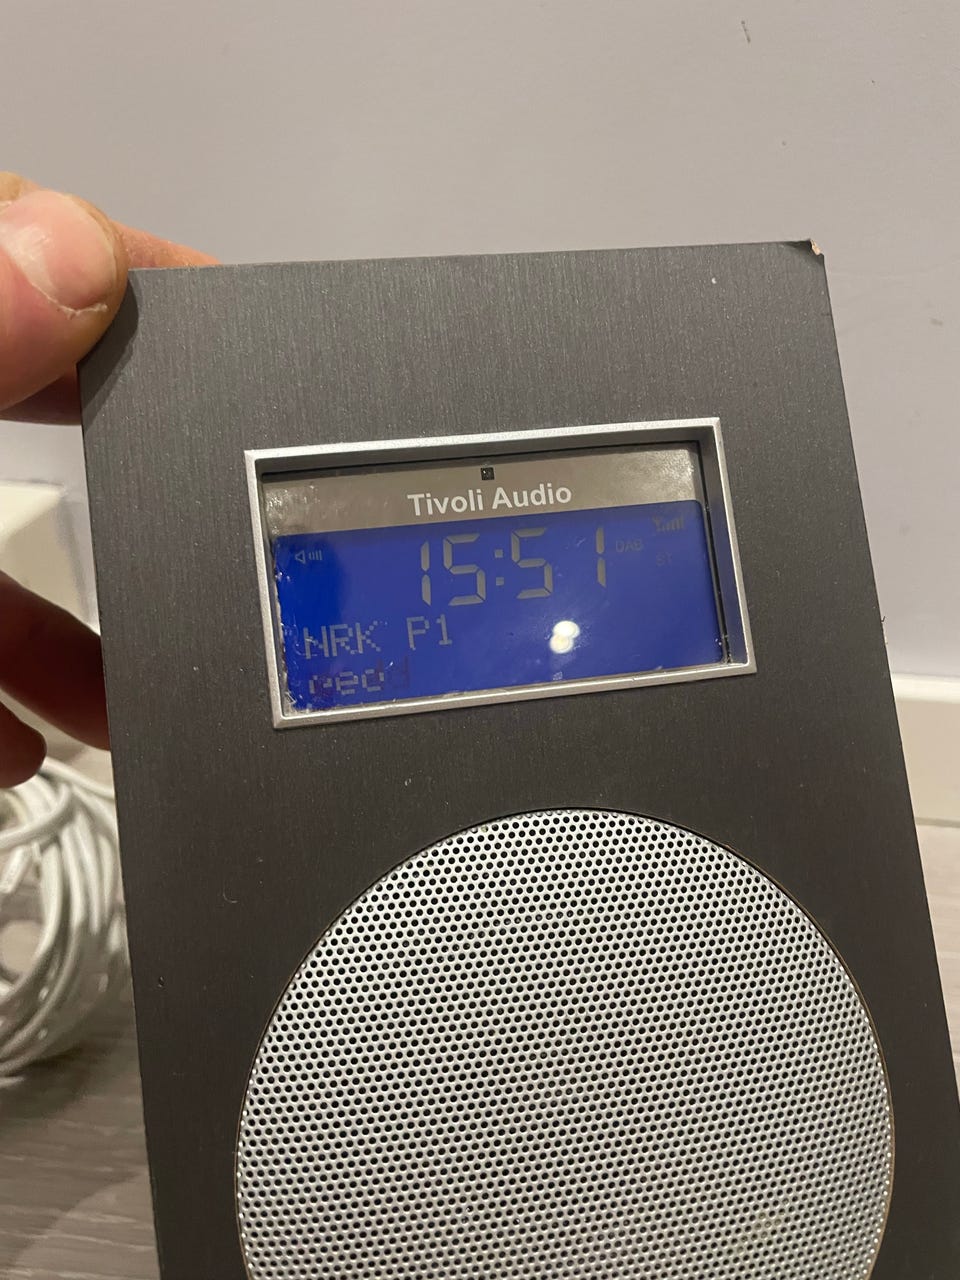 Tivoli Audio
15:51 DAB
ST
NRK P1